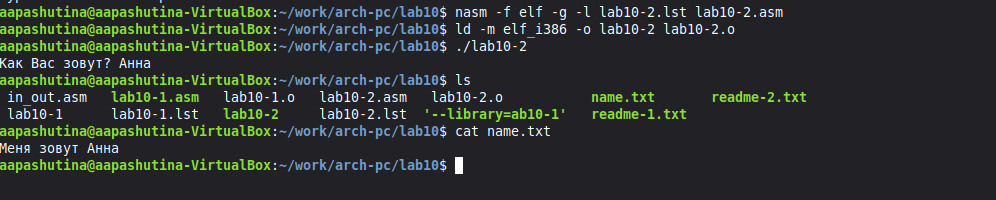 aapashutina@aapashutina-VirtualBox:~/work/arch-pc/lab10$ nasm -f elf -g -l lab10-2.lst lab10-2.asm
aapashutina@aapashutina-VirtualBox:~/work/arch-pc/lab10$ ld -m elf_i386 -o lab10-2 lab10-2.o
aapashutina@aapashutina-VirtualBox:~/work/arch-pc/lab10$ ./lab10-2
Как Вас зовут? Анна
aapashutina@aapashutina-VirtualBox:~/work/arch-pc/lab10$ ls
in_out.asm lab10-1.asm lab10-1.o lab10-2.asm lab10-2.o name.txt readme-2.txt
lab10-1 lab10-1.lst lab10-2 lab10-2.lst '--library=ab10-1' readme-1.txt
aapashutina@aapashutina-VirtualBox:~/work/arch-pc/lab10$ cat name.txt
Меня зовут Анна
aapashutina@aapashutina-VirtualBox:~/work/arch-pc/lab10$